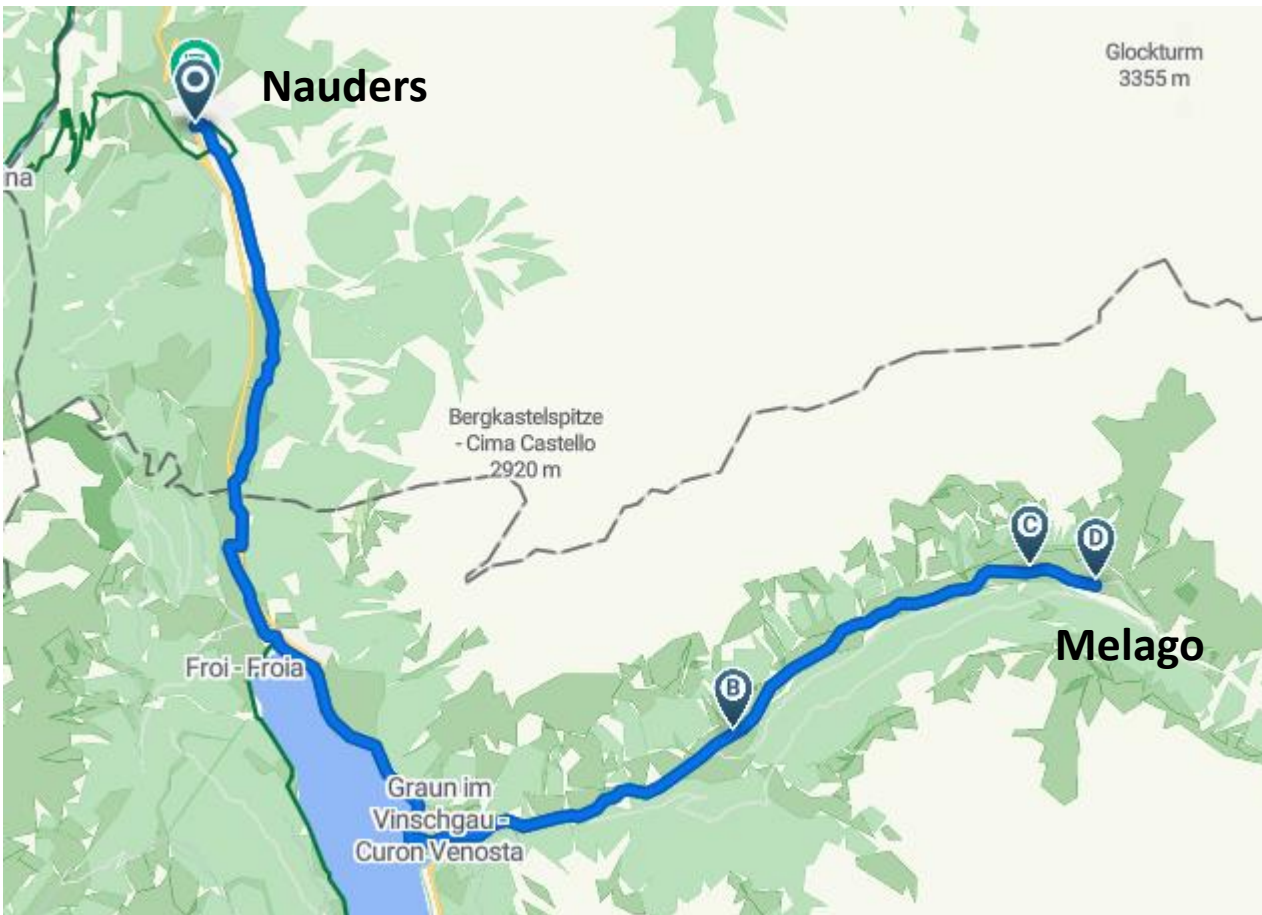 Glockturm
3355 m
Nauders
na
Bergkastelspitze
- Cima Castello
2920 m
C
D
Melago
Froi - Froia
B
Graun im
Vinschgau -
Curon Venosta